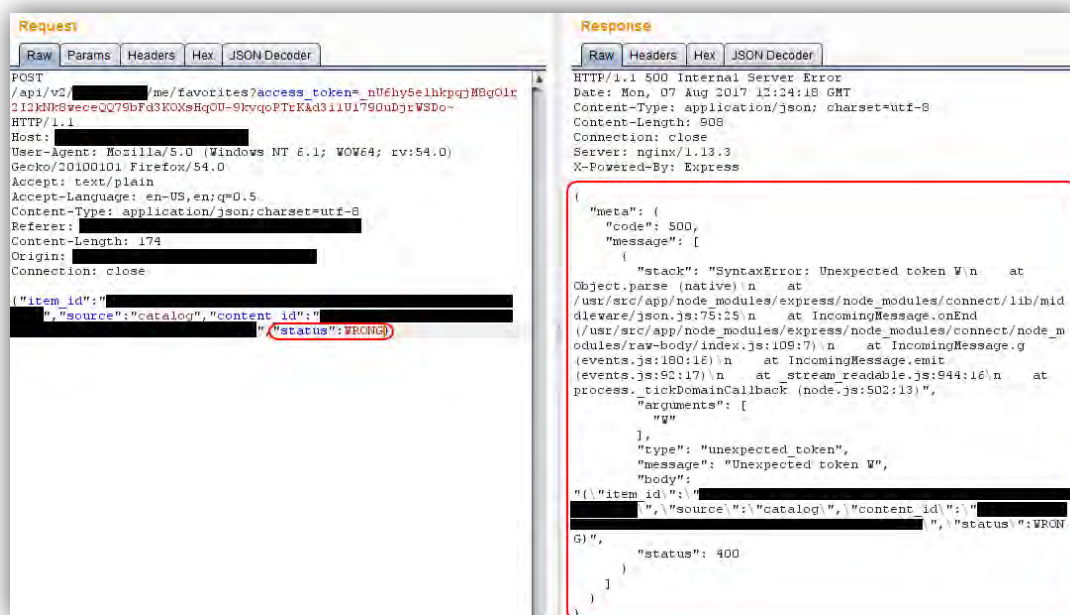 Request
Raw Params Headers Hex JSON Decoder
POST
/api/v2/ /me/favorites?access_token=
HTTP/1.1
Host:
User-Agent: Mozilla/5.0 (Windows NT 6.1; WOW64; rv:54.0)
Gecko/20100101 Firefox/54.0
Accept: text/plain
Accept-Language: en-US,en;q=0.5
Content-Type: application/json;charset=utf-8
Referer:
Content-Length: 174
Origin:
Connection: close
{"item_id":"
","source":"catalog","content_id":"
","status":WRONG}
Response
Raw Headers Hex JSON Decoder
HTTP/1.1 500 Internal Server Error
Date: Mon, 07 Aug 2017 12:24:18 GMT
Content-Type: application/json; charset=utf-8
Content-Length: 908
Connection: close
Server: nginx/1.13.3
X-Powered-By: Express
{
"meta": {
"code": 500,
"message": [
{
"stack": "SyntaxError: Unexpected token W\n    at
Object.parse (native)\n    at
/usr/src/app/node_modules/express/node_modules/connect/lib/mid
dleware/json.js:75:25\n    at IncomingMessage.onEnd
(/usr/src/app/node_modules/express/node_modules/connect/node_m
odules/raw-body/index.js:109:7)\n    at IncomingMessage.g
(events.js:180:16)\n    at IncomingMessage.emit
(events.js:92:17)\n    at _stream_readable.js:944:16\n    at
process._tickDomainCallback (node.js:502:13)",
"arguments": [
"W"
],
"type": "unexpected_token",
"message": "Unexpected token W",
"body":
"{\"item_id\":\"
\",\"source\":\"catalog\",\"content_id\":\"
\",\"status\":WRON
G}",
"status": 400
}
]
}
}